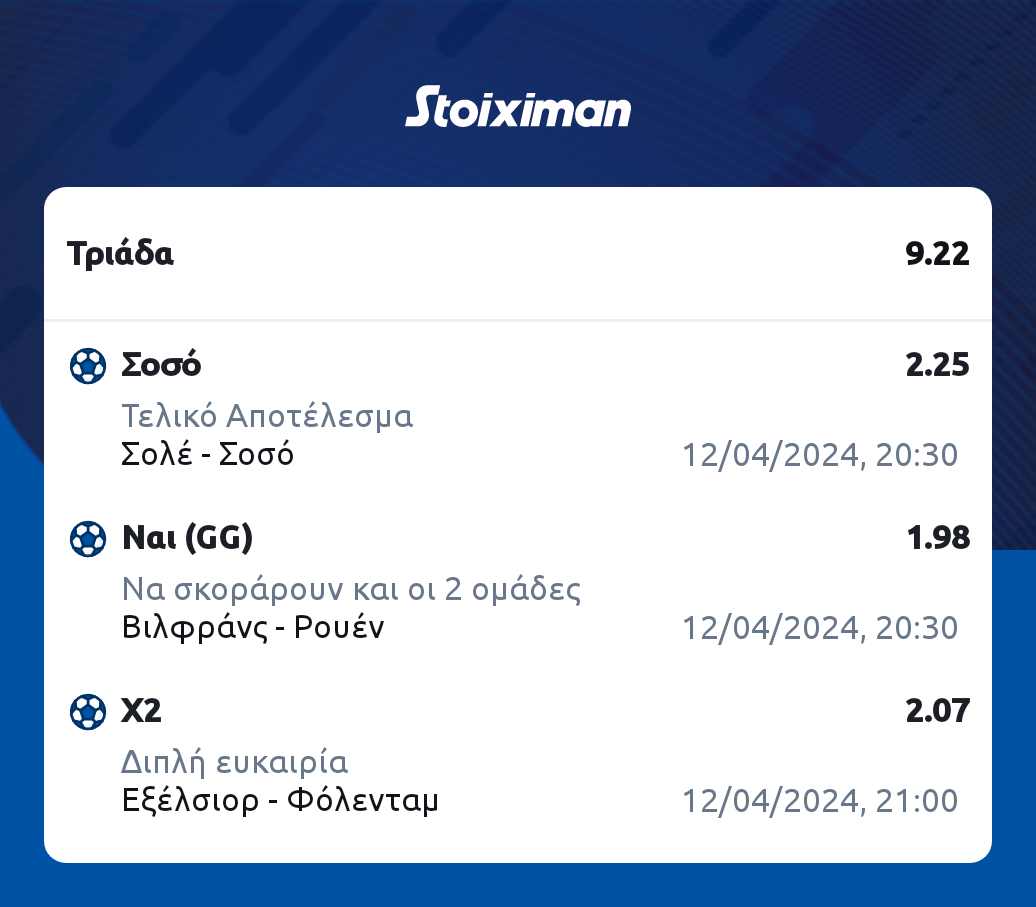 Stoiximan
Τριάδα 9.22
Σοσό 2.25
Τελικό Αποτέλεσμα
Σολέ - Σοσό 12/04/2024, 20:30
Ναι (GG) 1.98
Να σκοράρουν και οι 2 ομάδες
Βιλφράνς - Ρουέν 12/04/2024, 20:30
Χ2 2.07
Διπλή ευκαιρία
Εξέλσιορ - Φόλενταμ 12/04/2024, 21:00